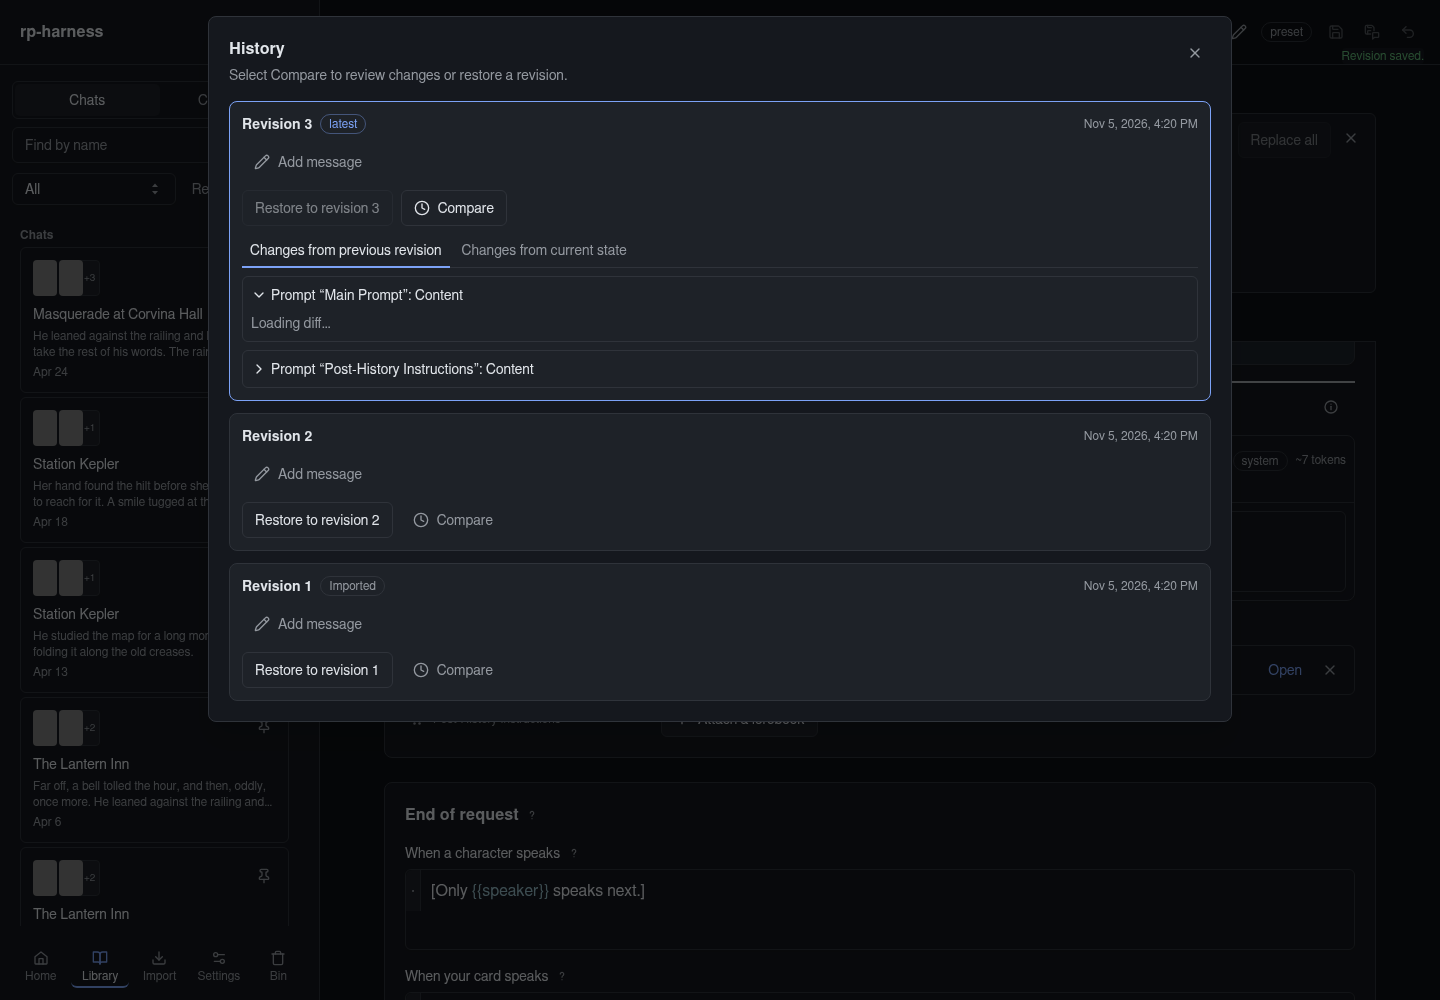 rp-harness
preset
Revision saved.
Chats
C
Find by name
All
Re
Chats
+3
Masquerade at Corvina Hall
He leaned against the railing and
take the rest of his words. The rain
Apr 24
+1
Station Kepler
Her hand found the hilt before she
to reach for it. A smile tugged at th
Apr 18
+1
Station Kepler
He studied the map for a long mor
folding it along the old creases.
Apr 13
+2
The Lantern Inn
Far off, a bell tolled the hour, and then, oddly,
once more. He leaned against the railing and...
Apr 6
+2
The Lantern Inn
Home
Library
Import
Settings
Bin
History
Select Compare to review changes or restore a revision.
Revision 3
latest
Nov 5, 2026, 4:20 PM
Add message
Restore to revision 3
Compare
Changes from previous revision
Changes from current state
Prompt “Main Prompt”: Content
Loading diff...
Prompt “Post-History Instructions”: Content
Revision 2
Nov 5, 2026, 4:20 PM
Add message
Restore to revision 2
Compare
Revision 1
Imported
Nov 5, 2026, 4:20 PM
Add message
Restore to revision 1
Compare
Replace all
system
~7 tokens
Open
Attach a lorebook
End of request
?
When a character speaks
?
[Only {{speaker}} speaks next.]
When your card speaks
?